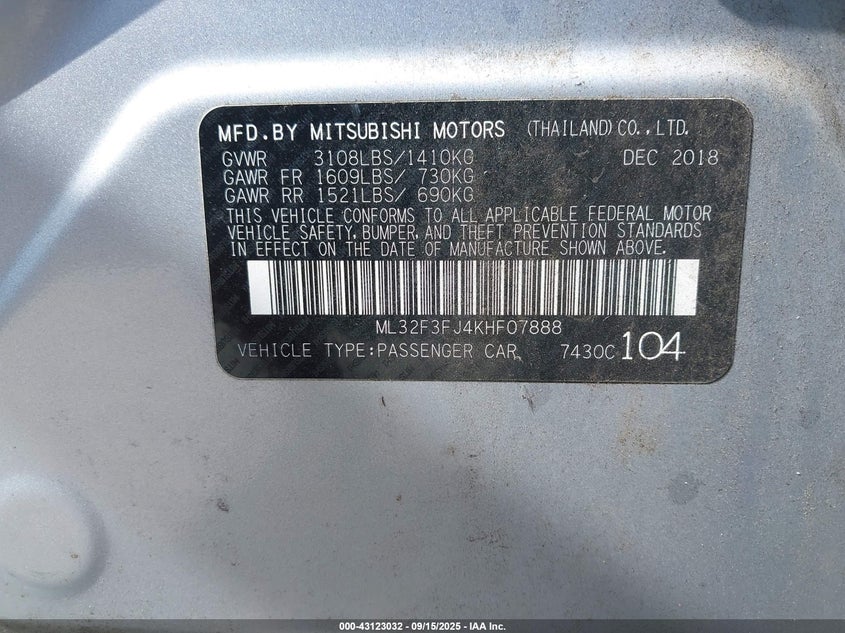 MFD.BY MITSUBISHI MOTORS (THAILAND)CO.,LTD.
GVWR 3108LBS/1410KG DEC 2018
GAWR FR 1609LBS/ 730KG
GAWR RR 1521LBS/ 690KG
THIS VEHICLE CONFORMS TO ALL APPLICABLE FEDERAL MOTOR
VEHICLE SAFETY, BUMPER, AND THEFT PREVENTION STANDARDS
IN EFFECT ON THE DATE OF MANUFACTURE SHOWN ABOVE.
ML32F3FJ4KHF07888
VEHICLE TYPE:PASSENGER CAR 7430C 104
000-43123032 - 09/15/2025 - IAA Inc.